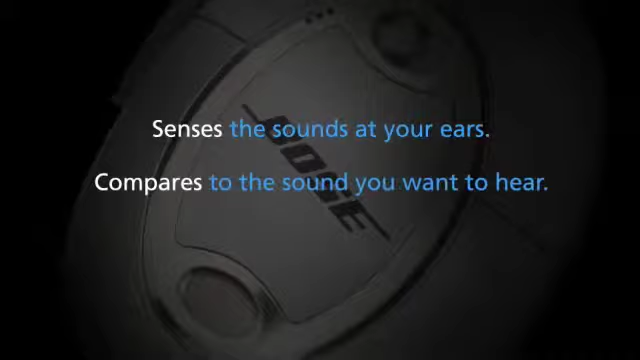 Senses the sounds at your ears.
Compares to the sound you want to hear.
BOSE